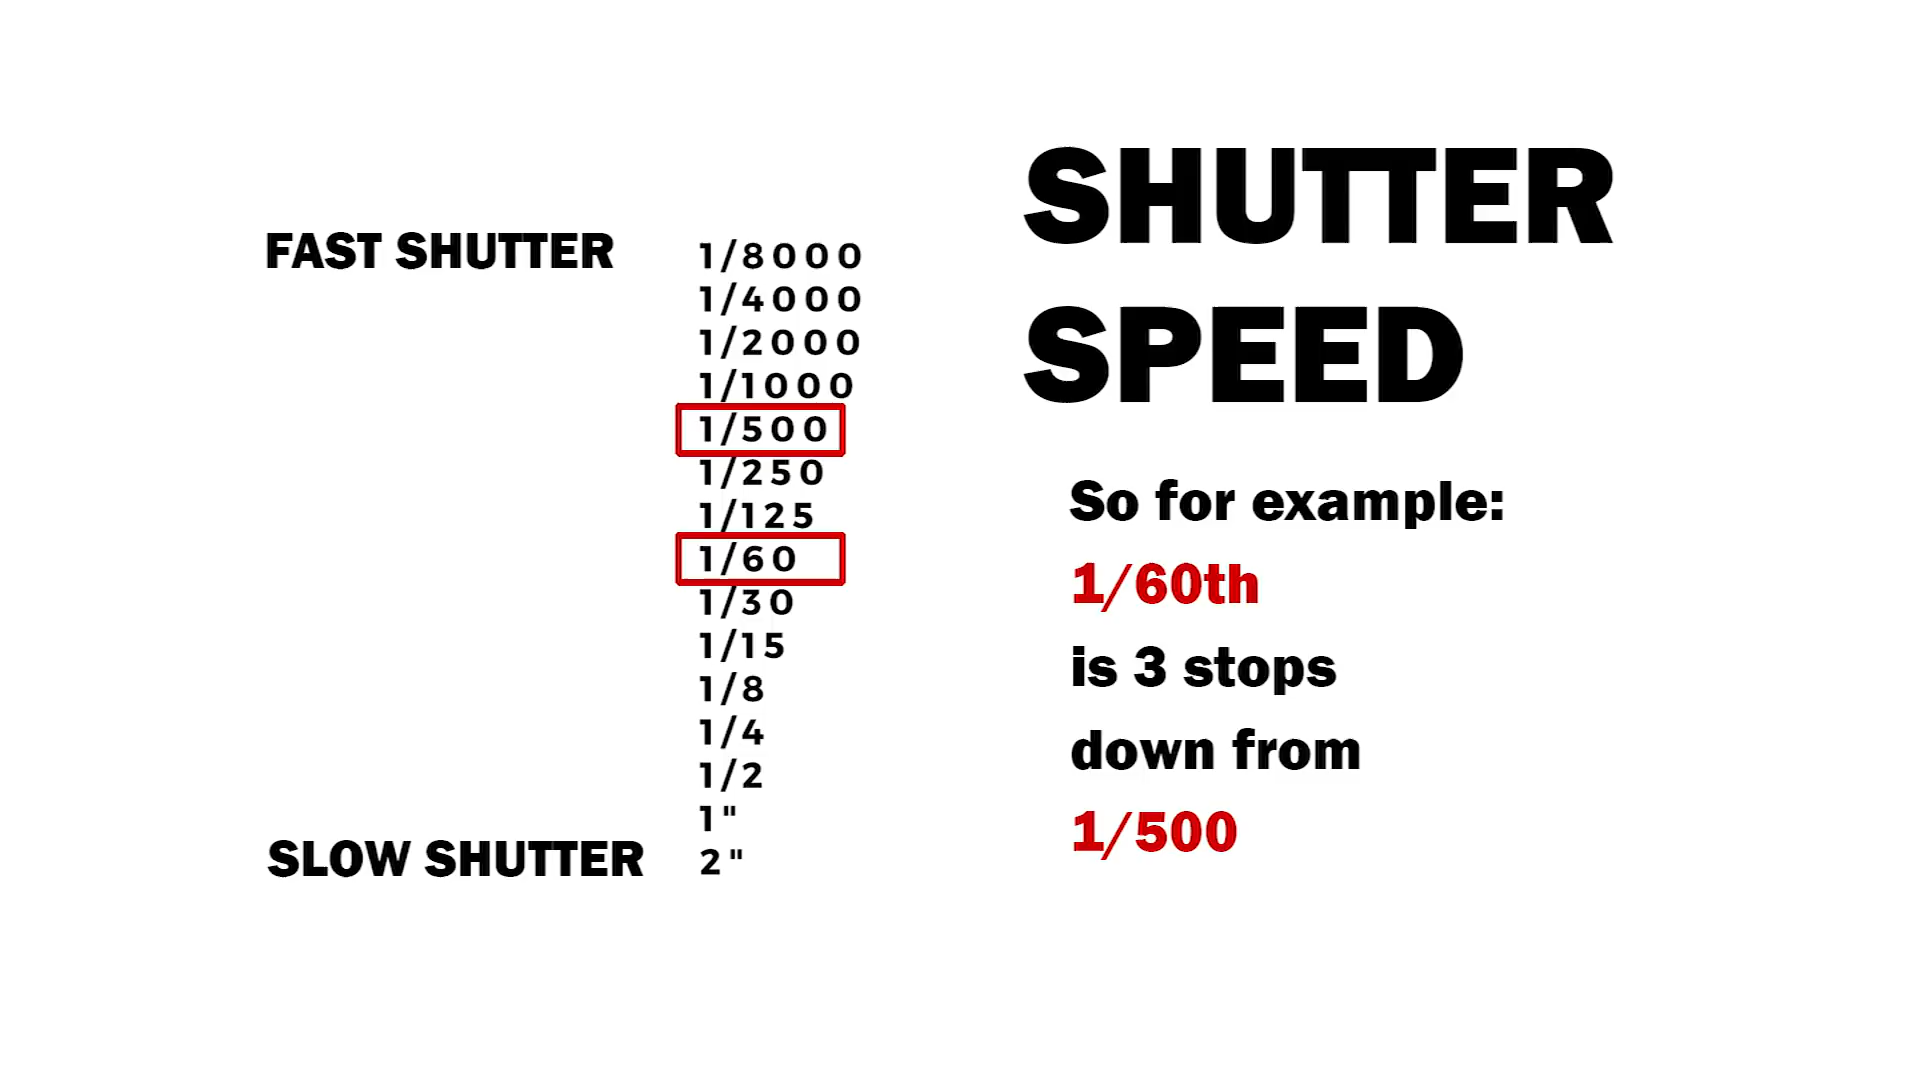 FAST SHUTTER
1/8000
1/4000
1/2000
1/1000
1/500
1/250
1/125
1/60
1/30
1/15
1/8
1/4
1/2
1"
2"
SLOW SHUTTER
SHUTTER
SPEED
So for example:
1/60th
is 3 stops
down from
1/500